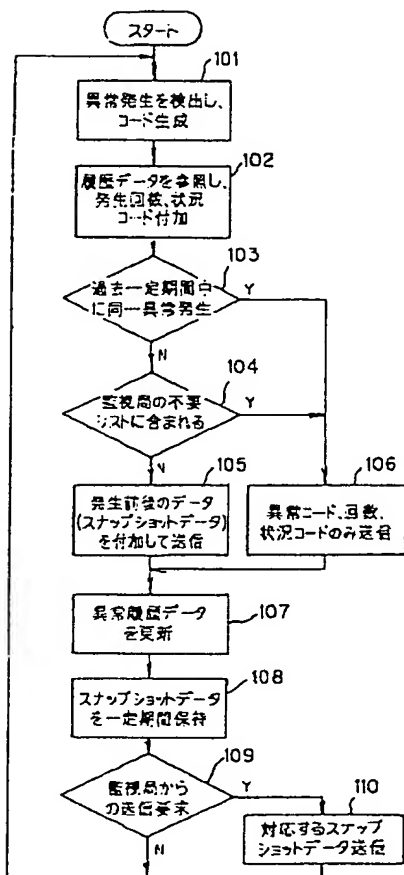 スタート
101
異常発生を検出し、
コード生成
102
履歴データを参照し、
発生回数、状況
コード付加
103
過去一定期間中
に同一異常発生
Y
N
104
監視局の不要
リストに含まれる
Y
N
105
発生前後のデータ
(スナップショットデータ)
を付加して送信
106
異常コード、回数、
状況コードのみ送信
107
異常履歴データ
を更新
108
スナップショットデータ
を一定期間保持
109
監視局から
の送信要求
Y
N
110
対応するスナップ
ショットデータ送信